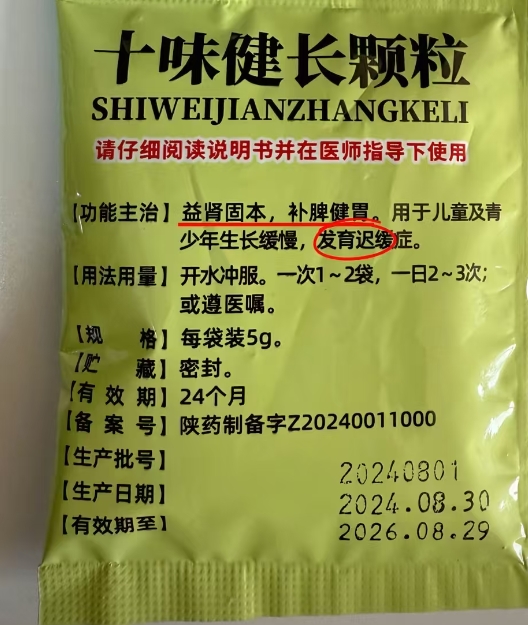 十味健长颗粒
SHIWEIJIANZHANGKELI
请仔细阅读说明书并在医师指导下使用
【功能主治】益肾固本，补脾健胃。用于儿童及青
少年生长缓慢，发育迟缓症。
【用法用量】开水冲服。一次1~2袋，一日2~3次；
或遵医嘱。
【规 格】每袋装5g。
【贮 藏】密封。
【有 效 期】24个月
【备 案 号】陕药制备字Z20240011000
【生产批号】 20240801
【生产日期】 2024.08.30
【有效期至】 2026.08.29